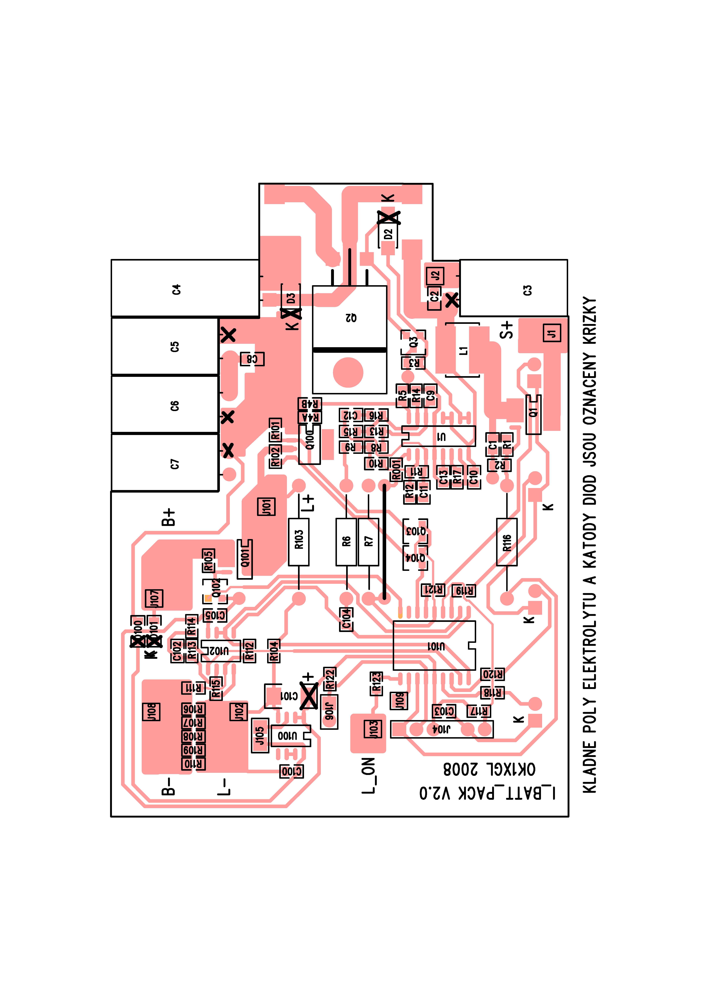 K
D2
J2
C4
C2
C3
D3
Q2
K
S+
J1
C5
Q3
L1
C8
R3
C6
R5
R14
C9
R4B
R4A
C12
R16
Q1
R101
R15
R13
U1
Q100
C1
R1
R102
R9
R8
C7
R10
R001
R11
R2
C13
R17
C10
R12
C11
B+
J101
L+
K
Q103
R103
R6
R7
R116
R105
Q101
Q104
Q102
R121
R119
J107
C105
C104
K
D100
D101
R114
K
C102
R113
U102
R112
R104
U101
+
R122
R123
R120
R111
R115
C101
R118
J109
J106
J108
R106
J102
C103
R117
K
R107
J105
U100
J103
J104
R108
R109
R110
C100
L_ON
OK1XGL 2008
B-
L-
I_BATT_PACK V2.0
KLADNE POLY ELEKTROLYTU A KATODY DIOD JSOU OZNACENY KRIZKY